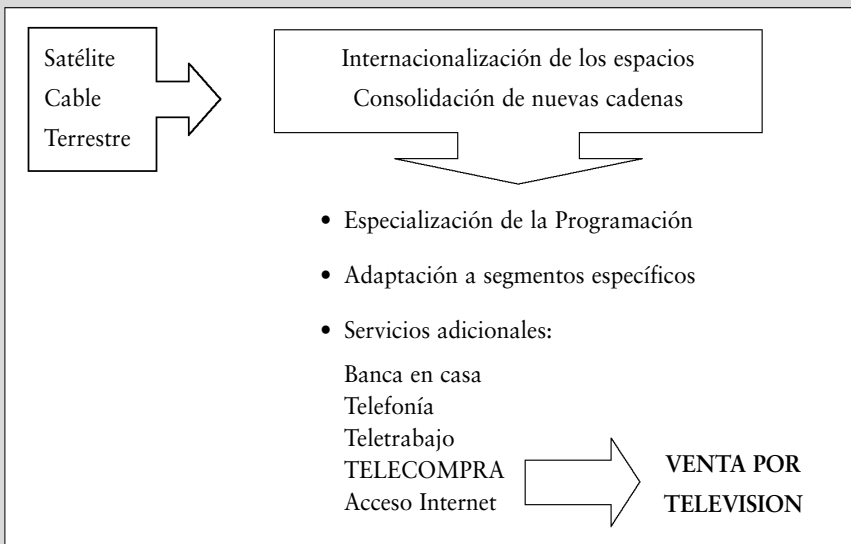 Satélite
Cable
Terrestre
Internacionalización de los espacios
Consolidación de nuevas cadenas
• Especialización de la Programación
• Adaptación a segmentos específicos
• Servicios adicionales:
Banca en casa
Telefonía
Teletrabajo
TELECOMPRA
Acceso Internet
VENTA POR
TELEVISION